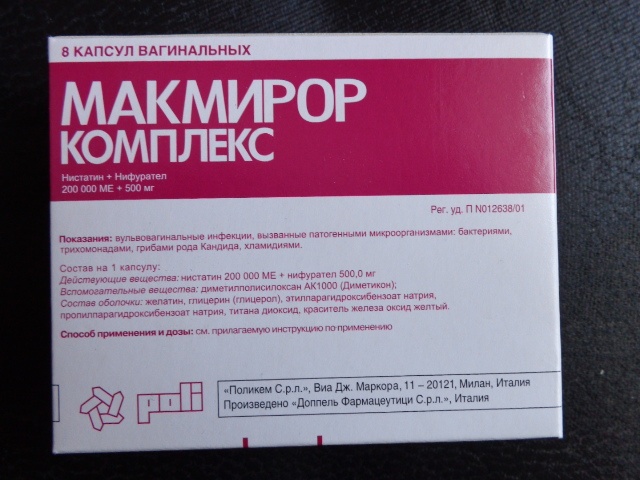 8 КАПСУЛ ВАГИНАЛЬНЫХ
МАКМИРОР
КОМПЛЕКС
Нистатин + Нифурател
200 000 МЕ + 500 мг
Рег. уд. П N012638/01
Показания: вульвовагинальные инфекции, вызванные патогенными микроорганизмами: бактериями,
трихомонадами, грибами рода Кандида, хламидиями.
Состав на 1 капсулу:
Действующие вещества: нистатин 200 000 МЕ + нифурател 500,0 мг
Вспомогательные вещества: диметилполисилоксан АК1000 (Диметикон);
Состав оболочки: желатин, глицерин (глицерол), этилпарагидроксибензоат натрия,
пропилпарагидроксибензоат натрия, титана диоксид, краситель железа оксид желтый.
Способ применения и дозы: см. прилагаемую инструкцию по применению
poli
«Поликем С.р.л.», Виа Дж. Маркора, 11 – 20121, Милан, Италия
Произведено «Доппель Фармацеутици С.р.л.», Италия